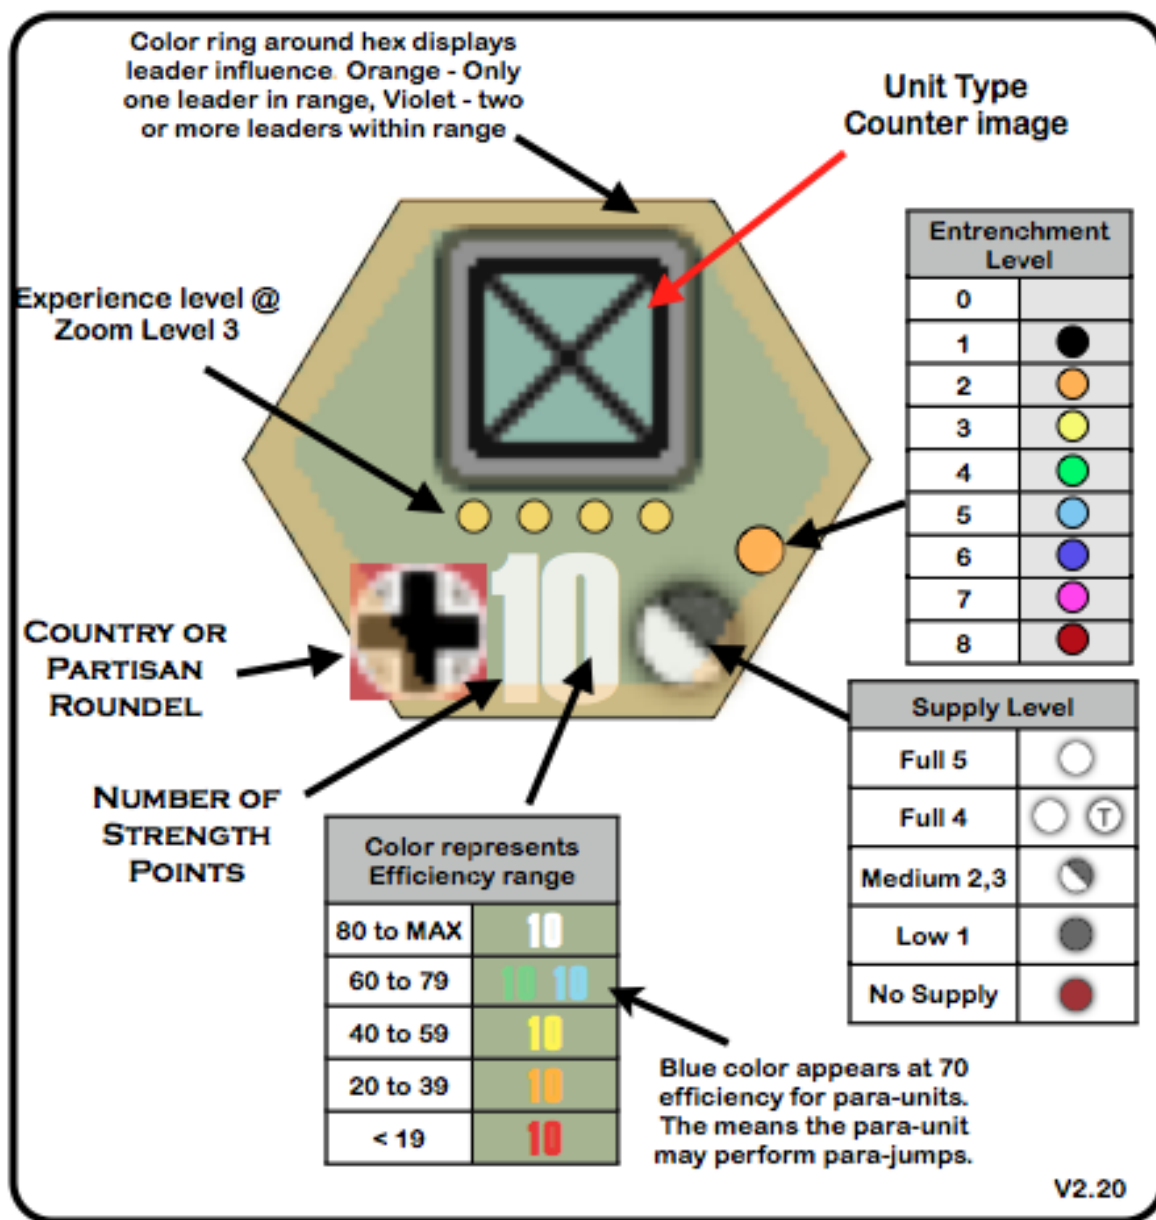 Color ring around hex displays
leader influence. Orange - Only
one leader in range, Violet - two
or more leaders within range
Unit Type
Counter image
Experience level @
Zoom Level 3
Entrenchment
Level
0
1
2
3
4
5
6
7
8
10
COUNTRY OR
PARTISAN
ROUNDEL
NUMBER OF
STRENGTH
POINTS
Supply Level
Full 5
Full 4 T
Medium 2,3
Low 1
No Supply
Color represents
Efficiency range
80 to MAX 10
60 to 79 10 10
40 to 59 10
20 to 39 10
< 19 10
Blue color appears at 70
efficiency for para-units.
The means the para-unit
may perform para-jumps.
V2.20